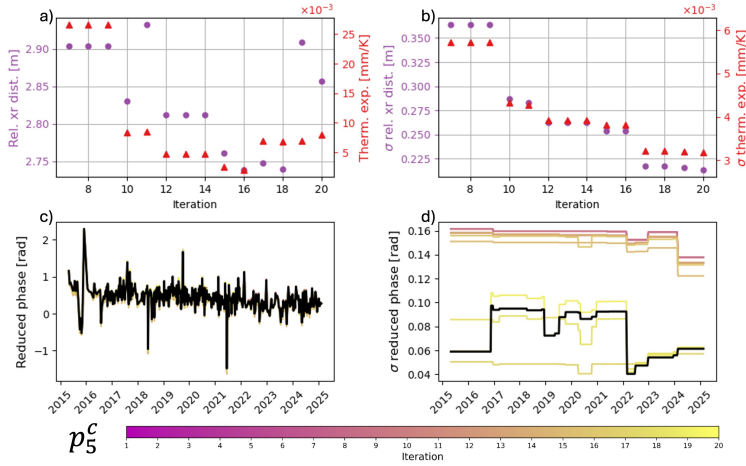 a)
×10⁻³
Rel. xr dist. [m]
2.90
2.85
2.80
2.75
25
20
15
10
5
Therm. exp. [mm/K]
8 10 12 14 16 18 20
Iteration
b)
×10⁻³
σ Rel. xr dist. [m]
0.350
0.325
0.300
0.275
0.250
0.225
6
5
4
3
σ therm. exp. [mm/K]
8 10 12 14 16 18 20
Iteration
c)
Reduced phase [rad]
2
1
0
−1
2015 2016 2017 2018 2019 2020 2021 2022 2023 2024 2025
d)
σ reduced phase [rad]
0.16
0.14
0.12
0.10
0.08
0.06
0.04
2015 2016 2017 2018 2019 2020 2021 2022 2023 2024 2025
p₅ᶜ
1 2 3 4 5 6 7 8 9 10 11 12 13 14 15 16 17 18 19 20
Iteration